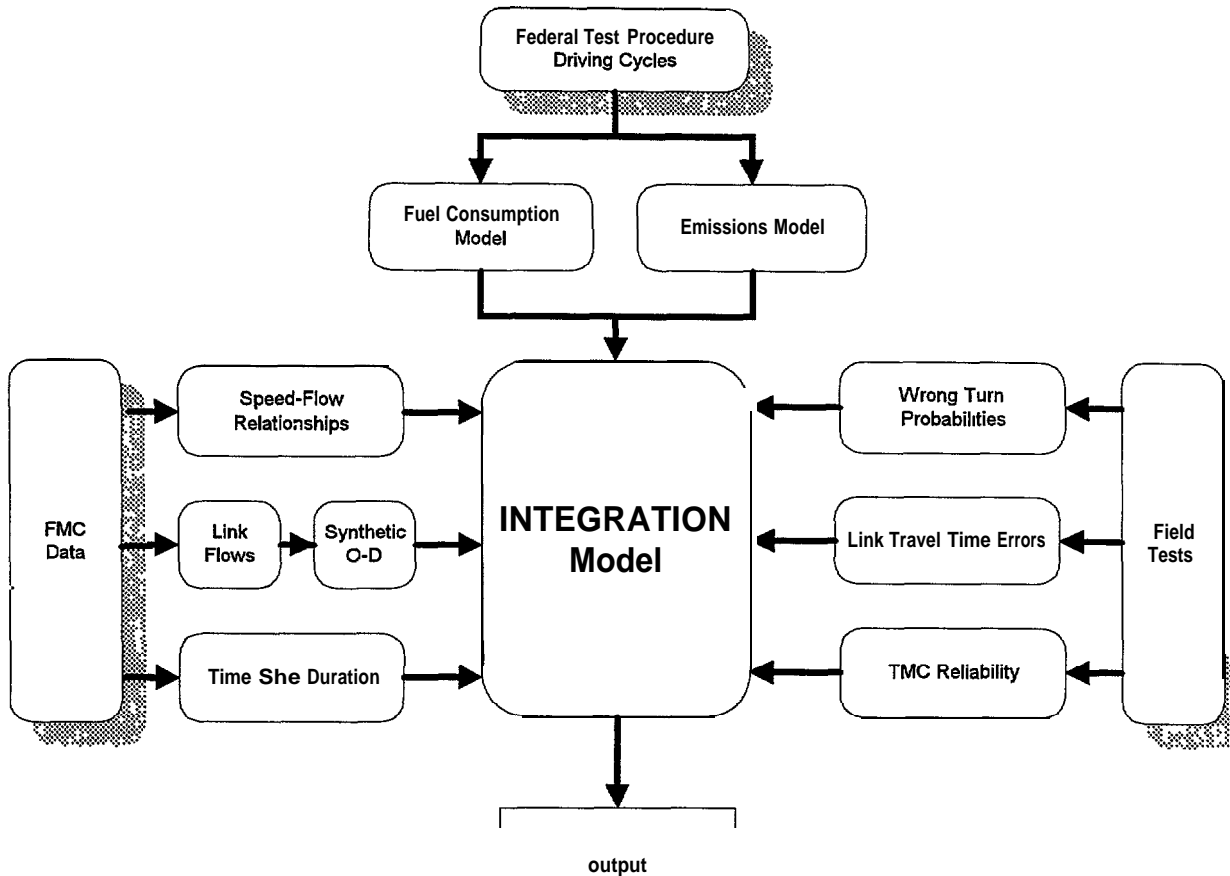 Federal Test Procedure
Driving Cycles
Fuel Consumption
Model
Emissions Model
Speed-Flow
Relationships
Wrong Turn
Probabilities
FMC
Data
Link
Flows
Synthetic
O-D
INTEGRATION
Model
Link Travel Time Errors
Field
Tests
Time She Duration
TMC Reliability
output